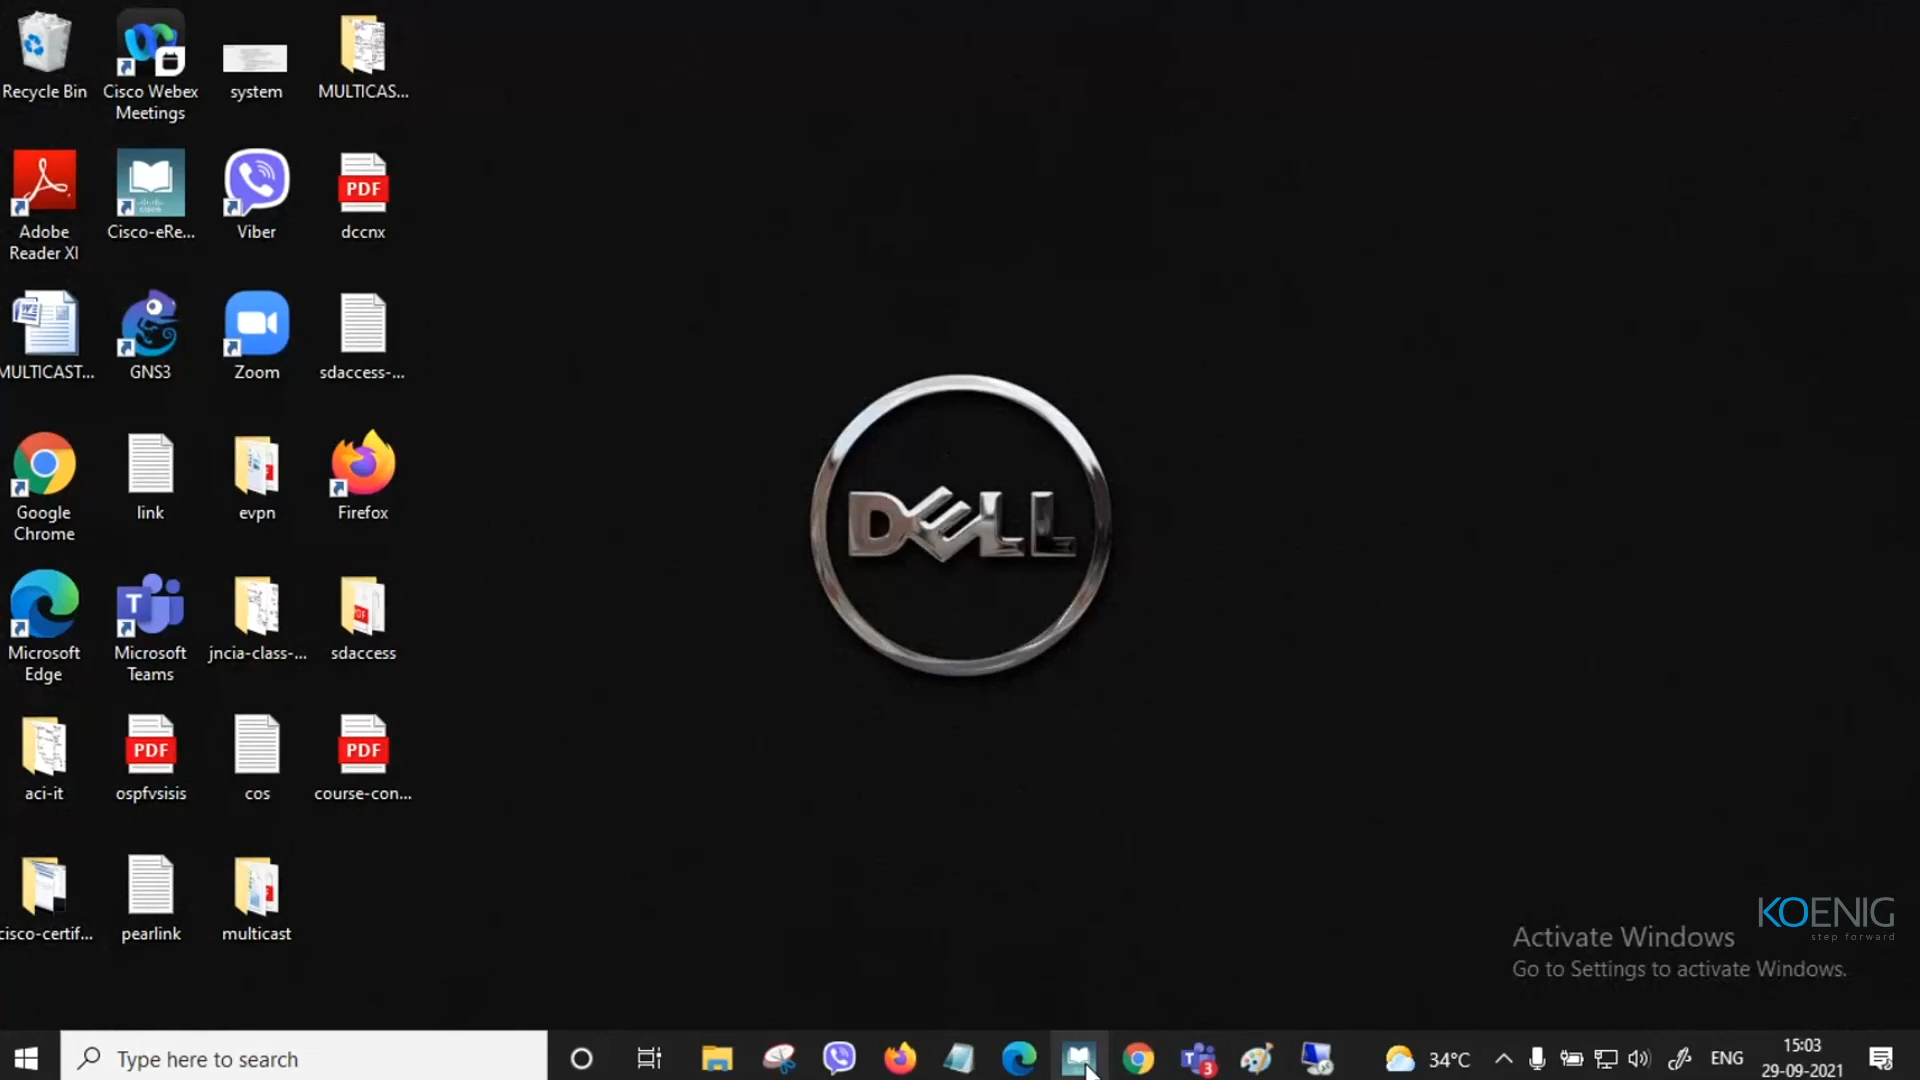 Recycle Bin
Cisco Webex
Meetings
system
MULTICAS...
Adobe
Reader XI
cisco
Cisco-eRe...
Viber
PDF
dccnx
MULTICAST...
GNS3
Zoom
sdaccess-...
Google
Chrome
link
evpn
Firefox
Microsoft
Edge
T
Microsoft
Teams
jncia-class-...
PDF
sdaccess
aci-it
PDF
ospfvsisis
cos
PDF
course-con...
cisco-certif...
pearlink
multicast
DELL
KOENIG
step forward
Activate Windows
Go to Settings to activate Windows.
Type here to search
T
3
34°C
ENG
15:03
29-09-2021